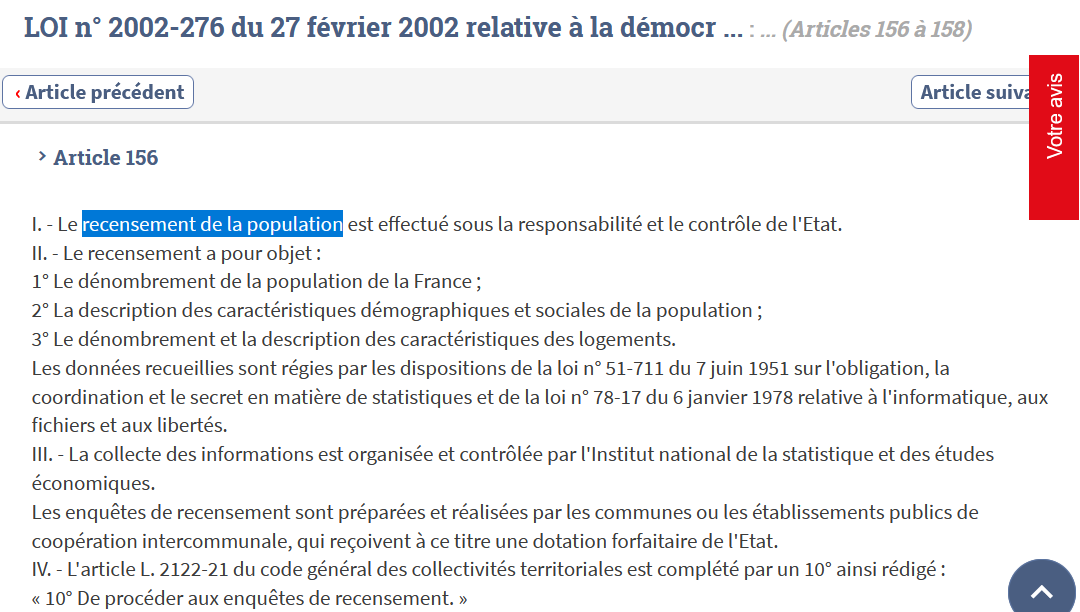 LOI n° 2002-276 du 27 février 2002 relative à la démocr ... : ... (Articles 156 à 158)
‹ Article précédent
Article suiva
Votre avis
› Article 156
I. - Le recensement de la population est effectué sous la responsabilité et le contrôle de l'Etat.
II. - Le recensement a pour objet :
1° Le dénombrement de la population de la France ;
2° La description des caractéristiques démographiques et sociales de la population ;
3° Le dénombrement et la description des caractéristiques des logements.
Les données recueillies sont régies par les dispositions de la loi n° 51-711 du 7 juin 1951 sur l'obligation, la
coordination et le secret en matière de statistiques et de la loi n° 78-17 du 6 janvier 1978 relative à l'informatique, aux
fichiers et aux libertés.
III. - La collecte des informations est organisée et contrôlée par l'Institut national de la statistique et des études
économiques.
Les enquêtes de recensement sont préparées et réalisées par les communes ou les établissements publics de
coopération intercommunale, qui reçoivent à ce titre une dotation forfaitaire de l'Etat.
IV. - L'article L. 2122-21 du code général des collectivités territoriales est complété par un 10° ainsi rédigé :
« 10° De procéder aux enquêtes de recensement. »